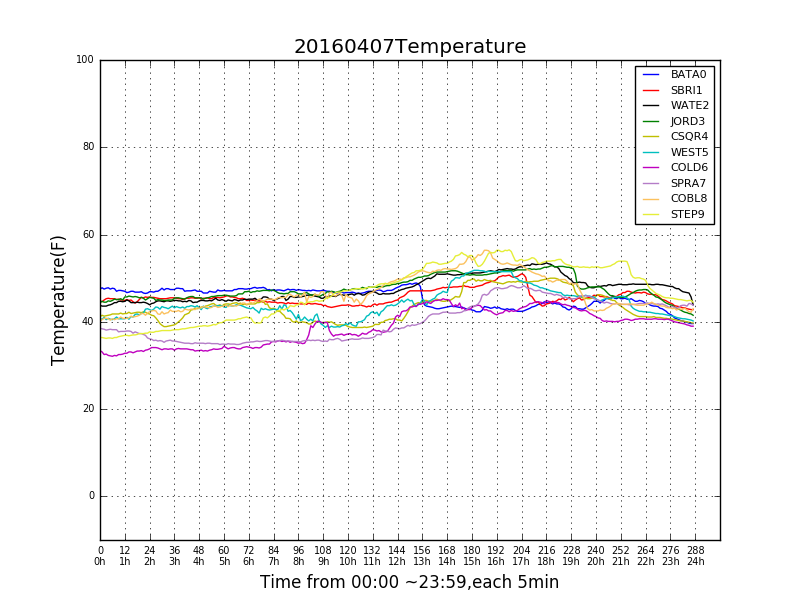 20160407Temperature
100
80
60
40
20
0
Temperature(F)
BATA0
SBRI1
WATE2
JORD3
CSQR4
WEST5
COLD6
SPRA7
COBL8
STEP9
0 12 24 36 48 60 72 84 96 108 120 132 144 156 168 180 192 204 216 228 240 252 264 276 288
0h 1h 2h 3h 4h 5h 6h 7h 8h 9h 10h 11h 12h 13h 14h 15h 16h 17h 18h 19h 20h 21h 22h 23h 24h
Time from 00:00 ~23:59,each 5min